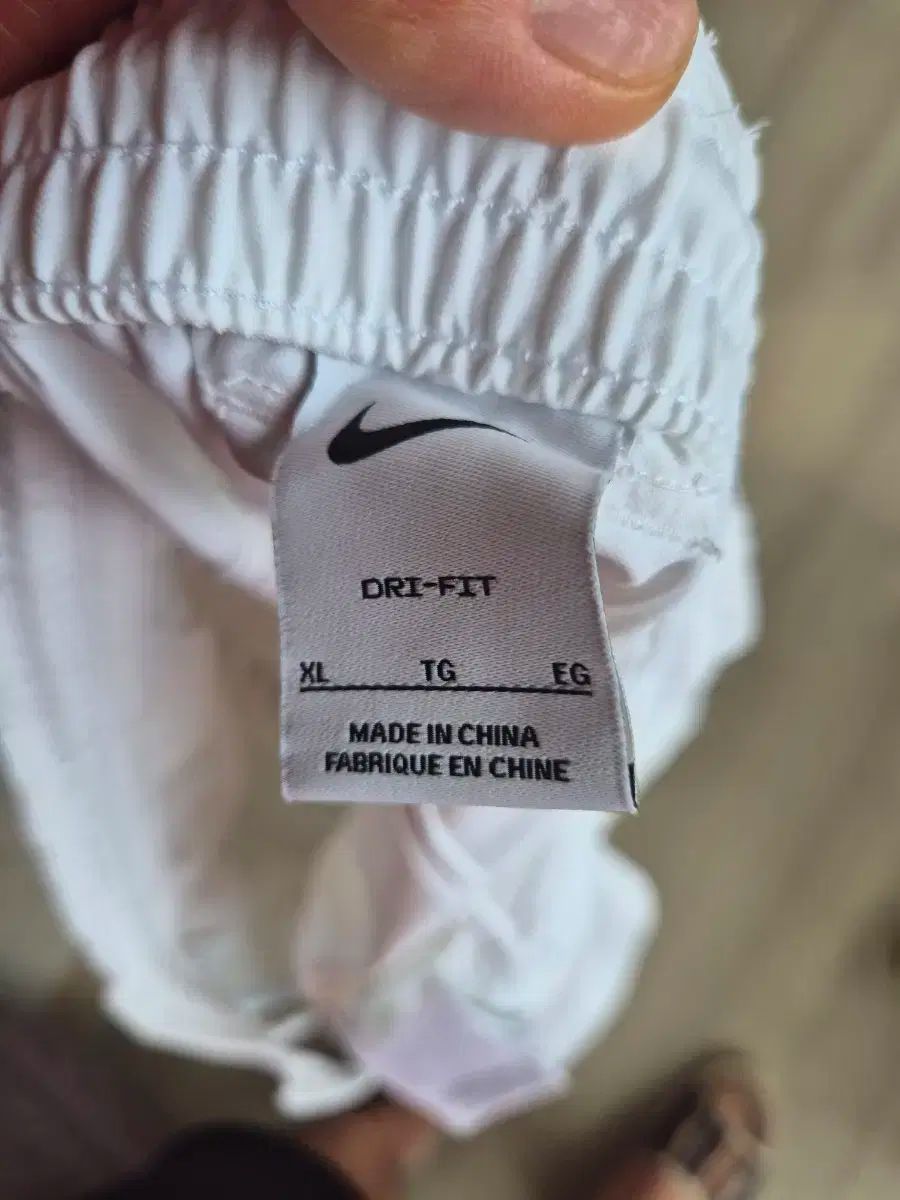 DRI-FIT
XL TG EG
MADE IN CHINA
FABRIQUE EN CHINE